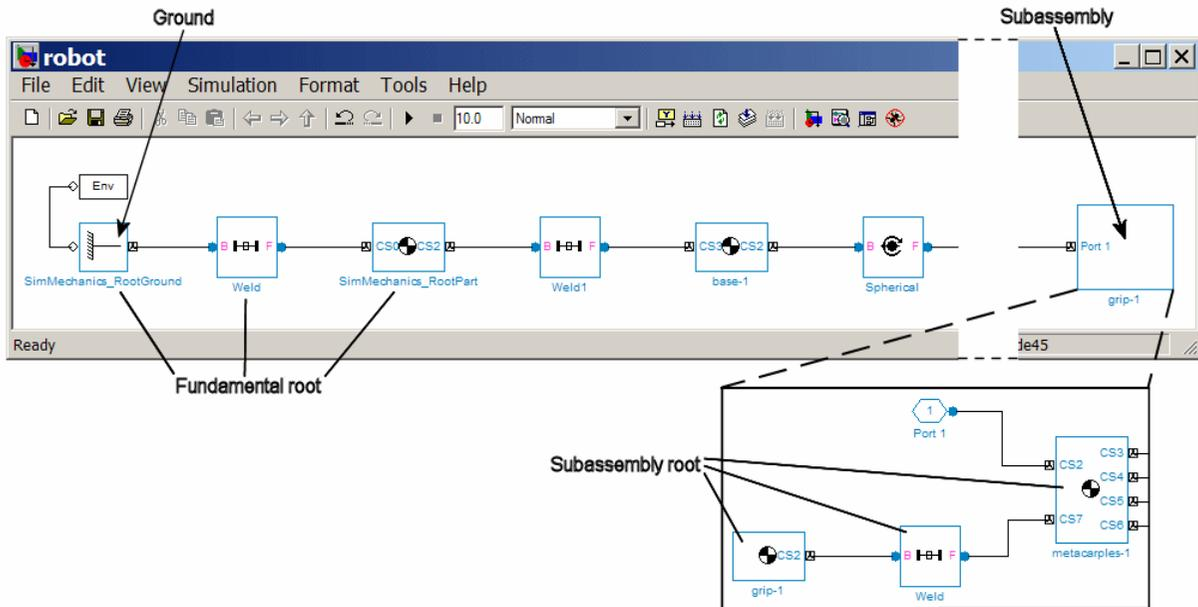 Ground
Subassembly
robot
File Edit View Simulation Format Tools Help
10.0 Normal
Env
B F
CS0 CS2
B F
CS3 CS2
B F
Port 1
SimMechanics_RootGround
Weld
SimMechanics_RootPart
Weld1
base-1
Spherical
grip-1
Ready
de45
Fundamental root
1
Port 1
Subassembly root
CS2
CS7
CS3
CS4
CS5
CS6
metacarples-1
CS2
grip-1
B F
Weld